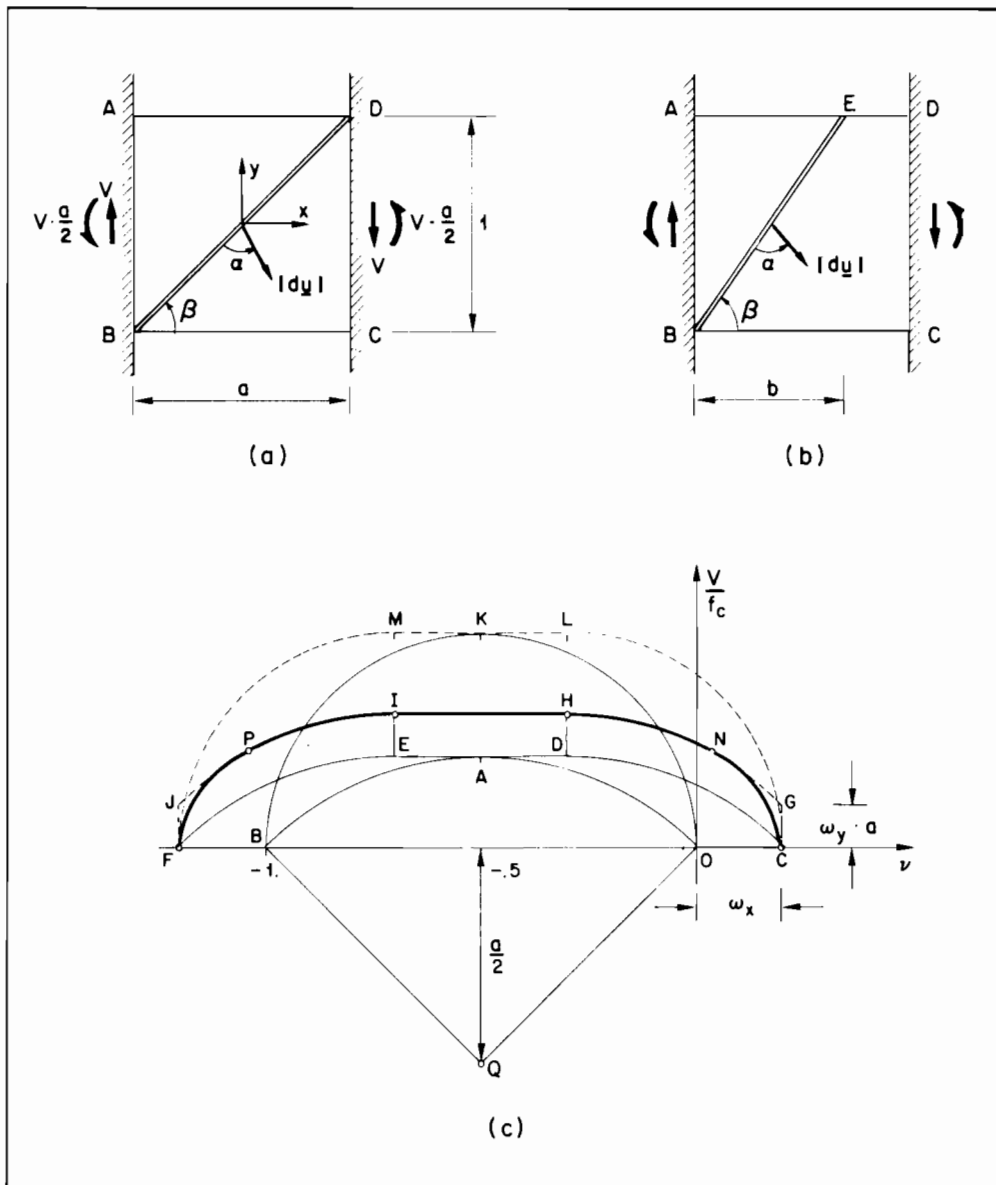 A D
y
V
x
V · a/2
V · a/2
1
α
|du|
V
β
B C
a
(a)
A E D
α
|du|
β
B C
b
(b)
V
f_c
M K L
I H
P N
E D
A
J G
ω_y · a
F B O C ν
-1. -.5
ω_x
a
2
Q
(c)